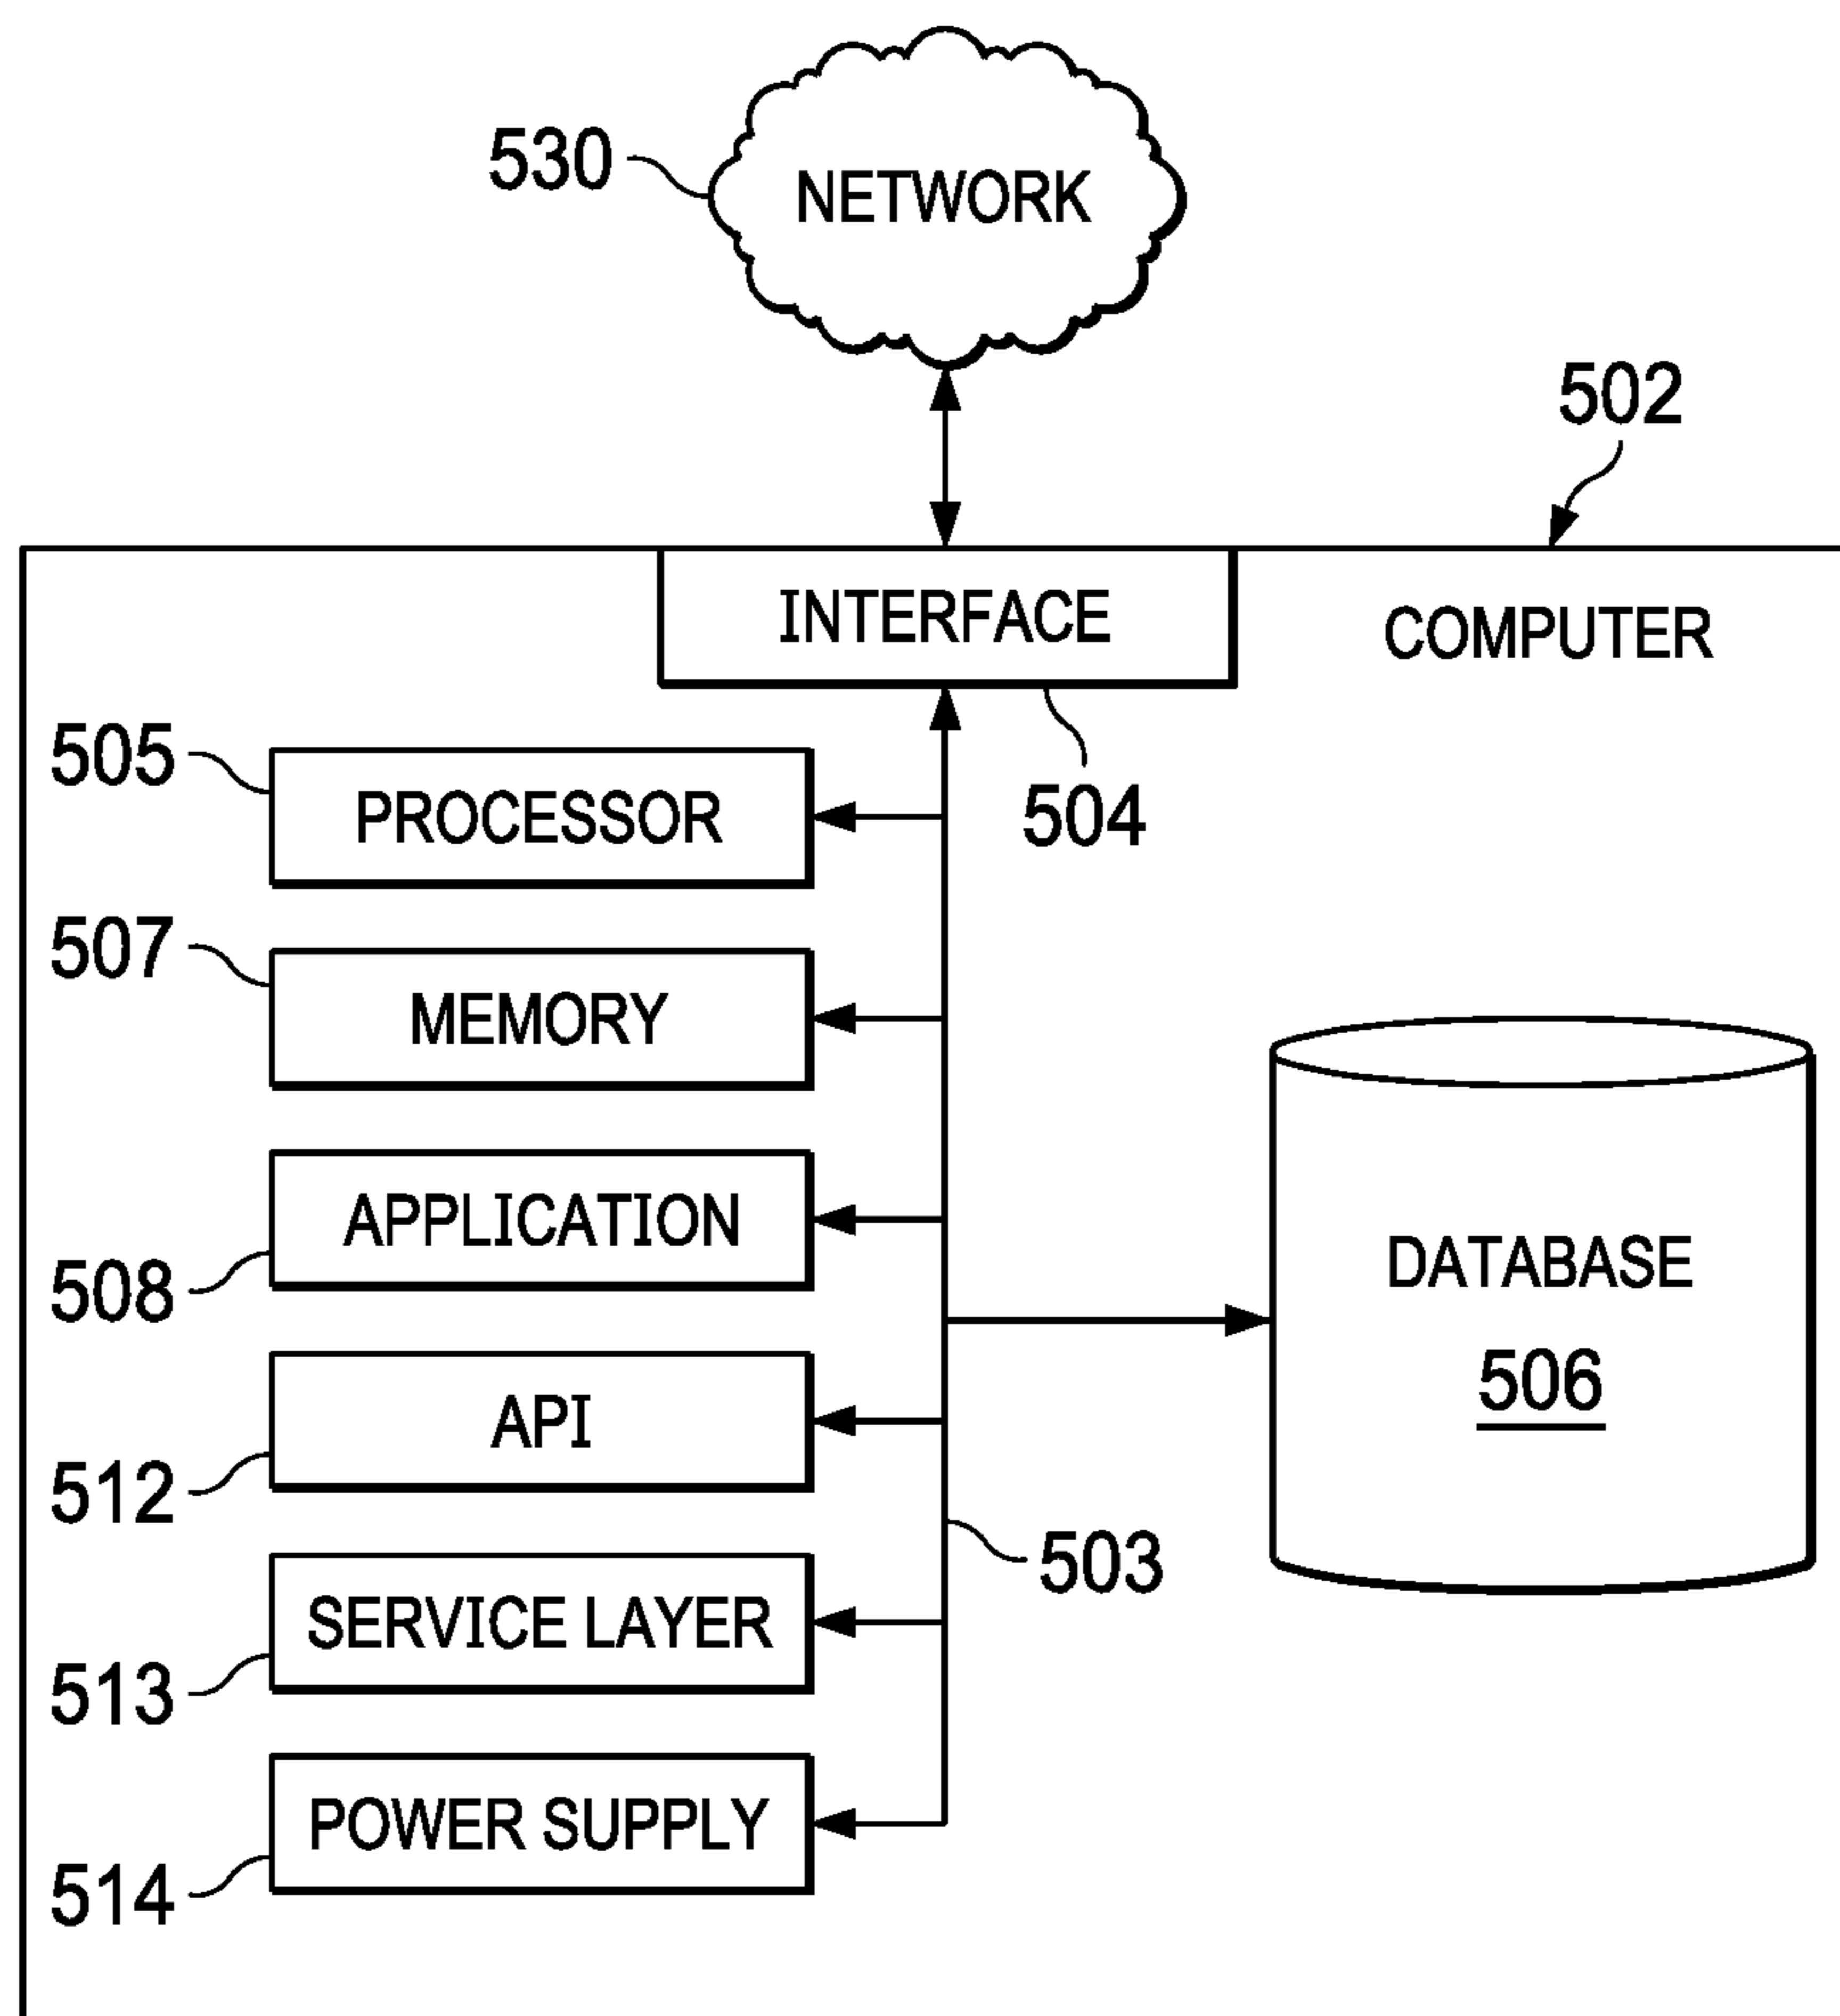 530
NETWORK
502
INTERFACE
COMPUTER
505
PROCESSOR
504
507
MEMORY
APPLICATION
508
DATABASE
506
API
512
503
SERVICE LAYER
513
POWER SUPPLY
514